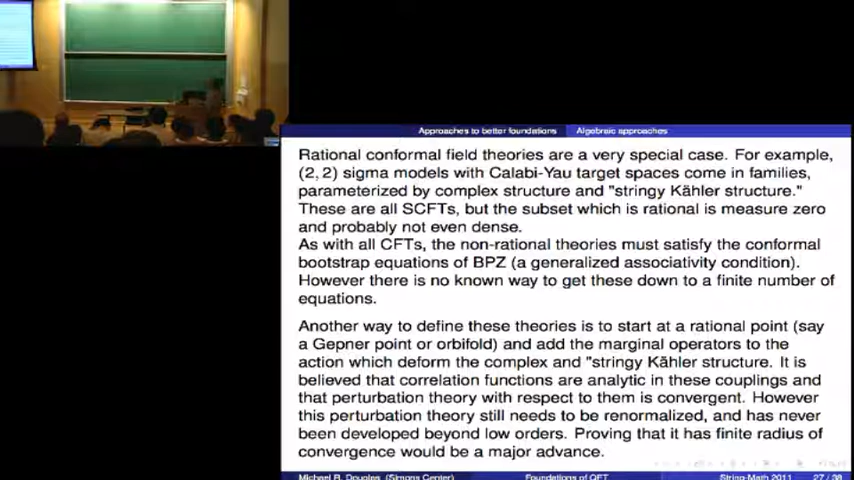 Approaches to better foundations Algebraic approaches
Rational conformal field theories are a very special case. For example,
(2, 2) sigma models with Calabi-Yau target spaces come in families,
parameterized by complex structure and "stringy Kähler structure."
These are all SCFTs, but the subset which is rational is measure zero
and probably not even dense.
As with all CFTs, the non-rational theories must satisfy the conformal
bootstrap equations of BPZ (a generalized associativity condition).
However there is no known way to get these down to a finite number of
equations.
Another way to define these theories is to start at a rational point (say
a Gepner point or orbifold) and add the marginal operators to the
action which deform the complex and "stringy Kähler structure. It is
believed that correlation functions are analytic in these couplings and
that perturbation theory with respect to them is convergent. However
this perturbation theory still needs to be renormalized, and has never
been developed beyond low orders. Proving that it has finite radius of
convergence would be a major advance.
Michael R. Douglas (Simons Center) Foundations of QFT String-Math 2011 27 / 38